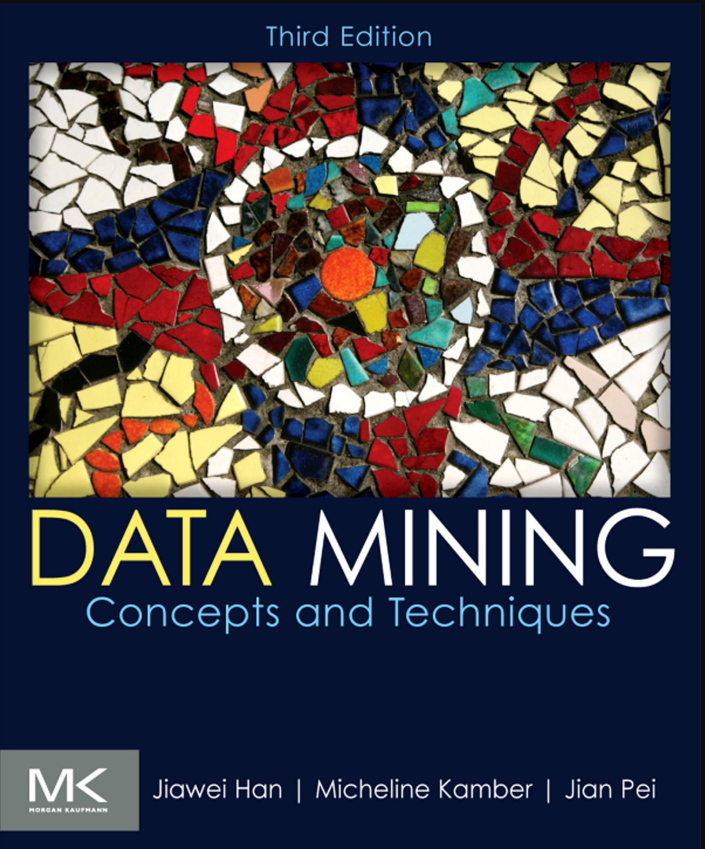 Third Edition
DATA MINING
Concepts and Techniques
MK
MORGAN KAUFMANN
Jiawei Han | Micheline Kamber | Jian Pei